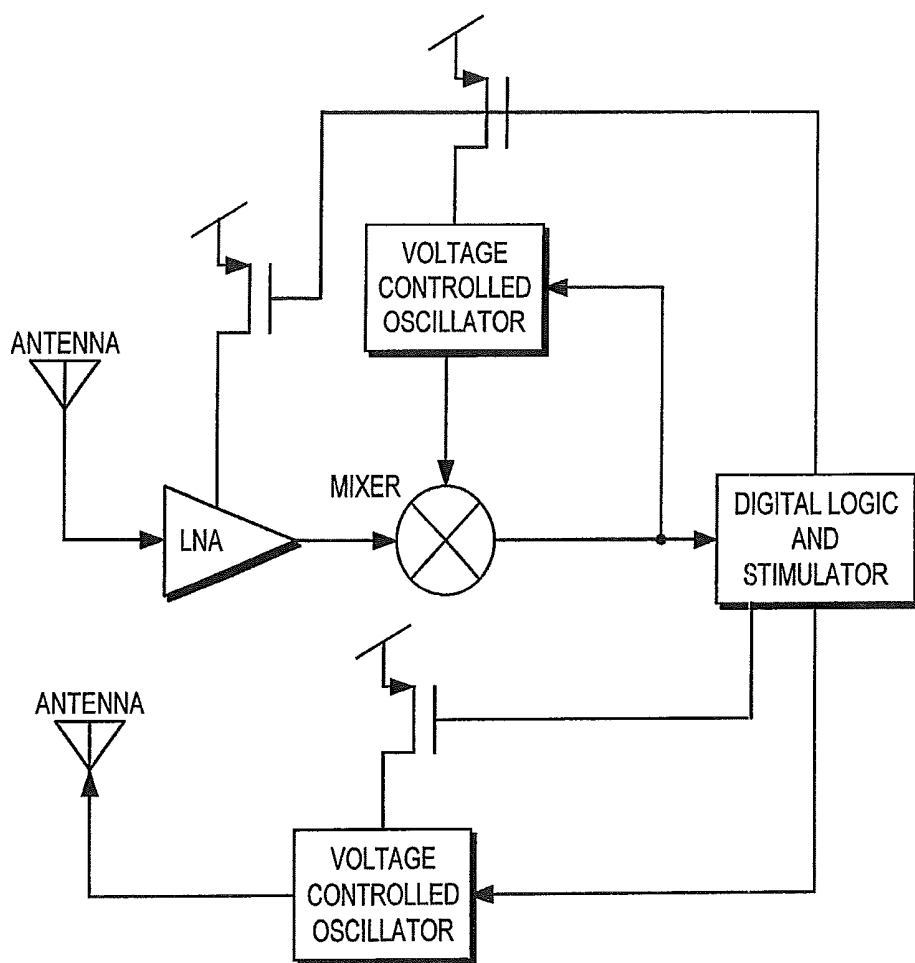 VOLTAGE
CONTROLLED
OSCILLATOR
ANTENNA
MIXER
LNA
DIGITAL LOGIC
AND
STIMULATOR
ANTENNA
VOLTAGE
CONTROLLED
OSCILLATOR